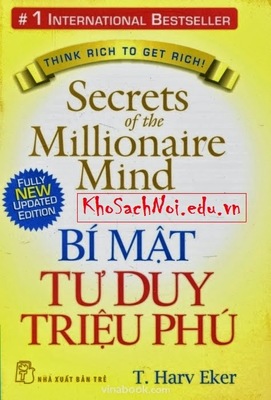 #1 INTERNATIONAL BESTSELLER
THINK RICH TO GET RICH!
Secrets
of the
Millionaire
Mind
FULLY
NEW
UPDATED
EDITION
KhoSachNoi.edu.vn
BÍ MẬT
TƯ DUY
TRIỆU PHÚ
NHÀ XUẤT BẢN TRẺ
T. Harv Eker
vinabook.com